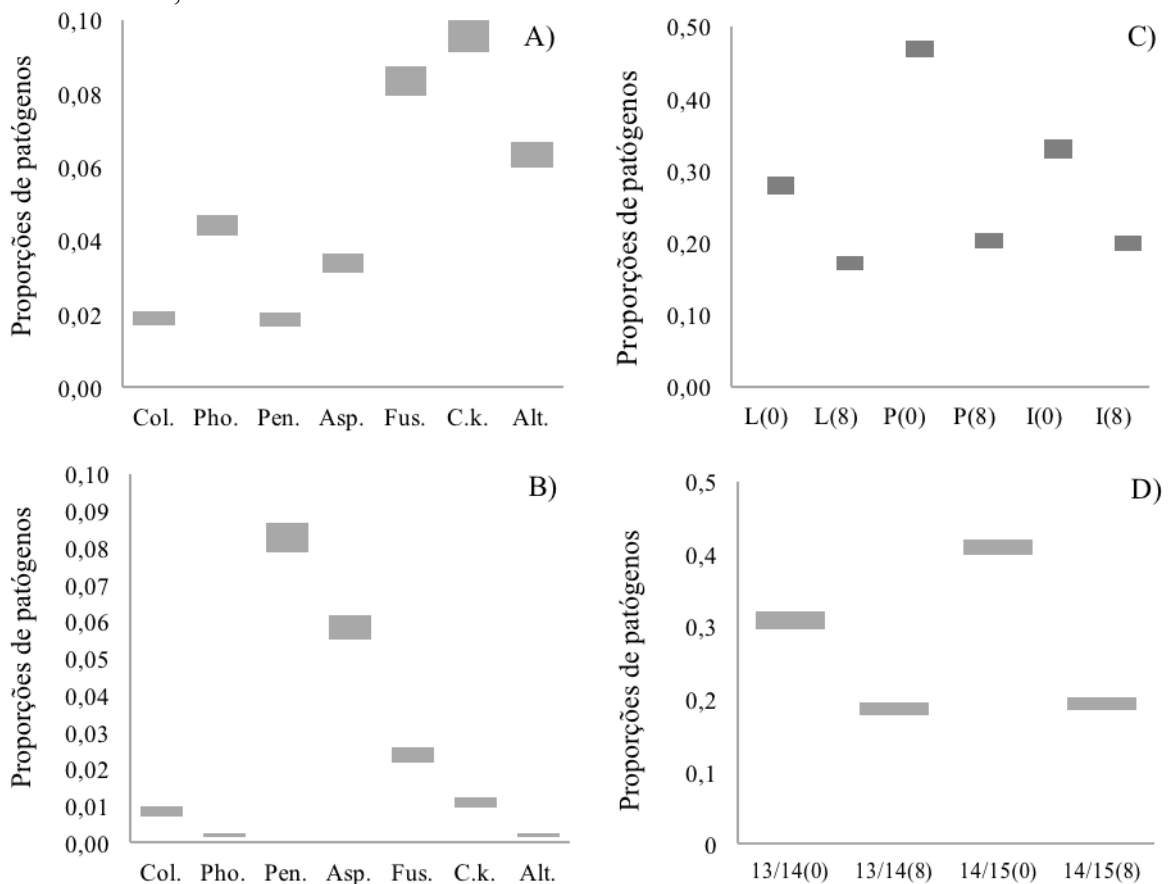 A)
Proporções de patógenos
0,10
0,08
0,06
0,04
0,02
0,00
Col. Pho. Pen. Asp. Fus. C.k. Alt.
C)
Proporções de patógenos
0,50
0,40
0,30
0,20
0,10
0,00
L(0) L(8) P(0) P(8) I(0) I(8)
B)
Proporções de patógenos
0,10
0,09
0,08
0,07
0,06
0,05
0,04
0,03
0,02
0,01
0,00
Col. Pho. Pen. Asp. Fus. C.k. Alt.
D)
Proporções de patógenos
0,5
0,4
0,3
0,2
0,1
0
13/14(0) 13/14(8) 14/15(0) 14/15(8)